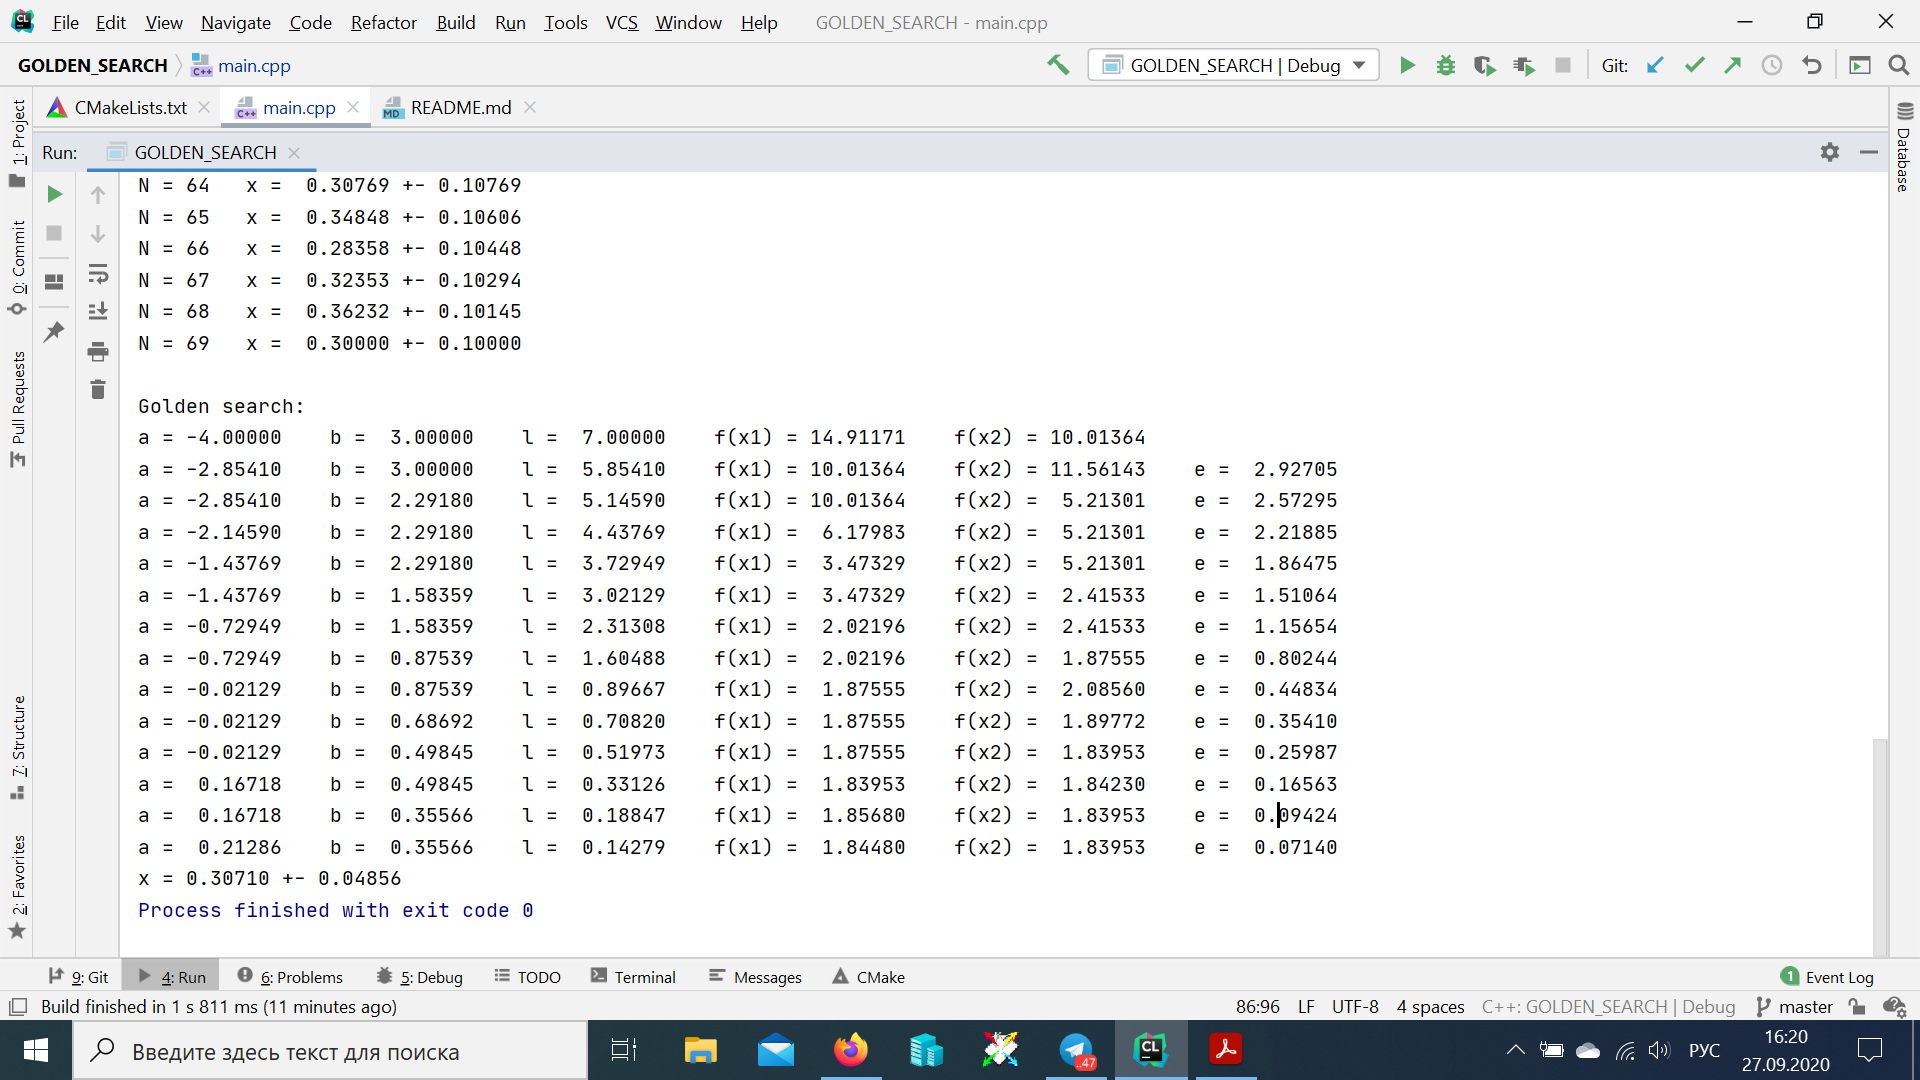 File Edit View Navigate Code Refactor Build Run Tools VCS Window Help GOLDEN_SEARCH - main.cpp
GOLDEN_SEARCH main.cpp GOLDEN_SEARCH | Debug Git:
CMakeLists.txt main.cpp README.md
Run: GOLDEN_SEARCH
1: Project
0: Commit
Pull Requests
7: Structure
2: Favorites
Database
N = 64 x = 0.30769 +- 0.10769
N = 65 x = 0.34848 +- 0.10606
N = 66 x = 0.28358 +- 0.10448
N = 67 x = 0.32353 +- 0.10294
N = 68 x = 0.36232 +- 0.10145
N = 69 x = 0.30000 +- 0.10000
Golden search:
a = -4.00000 b = 3.00000 l = 7.00000 f(x1) = 14.91171 f(x2) = 10.01364
a = -2.85410 b = 3.00000 l = 5.85410 f(x1) = 10.01364 f(x2) = 11.56143 e = 2.92705
a = -2.85410 b = 2.29180 l = 5.14590 f(x1) = 10.01364 f(x2) = 5.21301 e = 2.57295
a = -2.14590 b = 2.29180 l = 4.43769 f(x1) = 6.17983 f(x2) = 5.21301 e = 2.21885
a = -1.43769 b = 2.29180 l = 3.72949 f(x1) = 3.47329 f(x2) = 5.21301 e = 1.86475
a = -1.43769 b = 1.58359 l = 3.02129 f(x1) = 3.47329 f(x2) = 2.41533 e = 1.51064
a = -0.72949 b = 1.58359 l = 2.31308 f(x1) = 2.02196 f(x2) = 2.41533 e = 1.15654
a = -0.72949 b = 0.87539 l = 1.60488 f(x1) = 2.02196 f(x2) = 1.87555 e = 0.80244
a = -0.02129 b = 0.87539 l = 0.89667 f(x1) = 1.87555 f(x2) = 2.08560 e = 0.44834
a = -0.02129 b = 0.68692 l = 0.70820 f(x1) = 1.87555 f(x2) = 1.89772 e = 0.35410
a = -0.02129 b = 0.49845 l = 0.51973 f(x1) = 1.87555 f(x2) = 1.83953 e = 0.25987
a = 0.16718 b = 0.49845 l = 0.33126 f(x1) = 1.83953 f(x2) = 1.84230 e = 0.16563
a = 0.16718 b = 0.35566 l = 0.18847 f(x1) = 1.85680 f(x2) = 1.83953 e = 0.09424
a = 0.21286 b = 0.35566 l = 0.14279 f(x1) = 1.84480 f(x2) = 1.83953 e = 0.07140
x = 0.30710 +- 0.04856
Process finished with exit code 0
9: Git 4: Run 6: Problems 5: Debug TODO Terminal Messages CMake 1 Event Log
Build finished in 1 s 811 ms (11 minutes ago) 86:96 LF UTF-8 4 spaces C++: GOLDEN_SEARCH | Debug master
Введите здесь текст для поиска ..47 CL РУС 16:20
27.09.2020